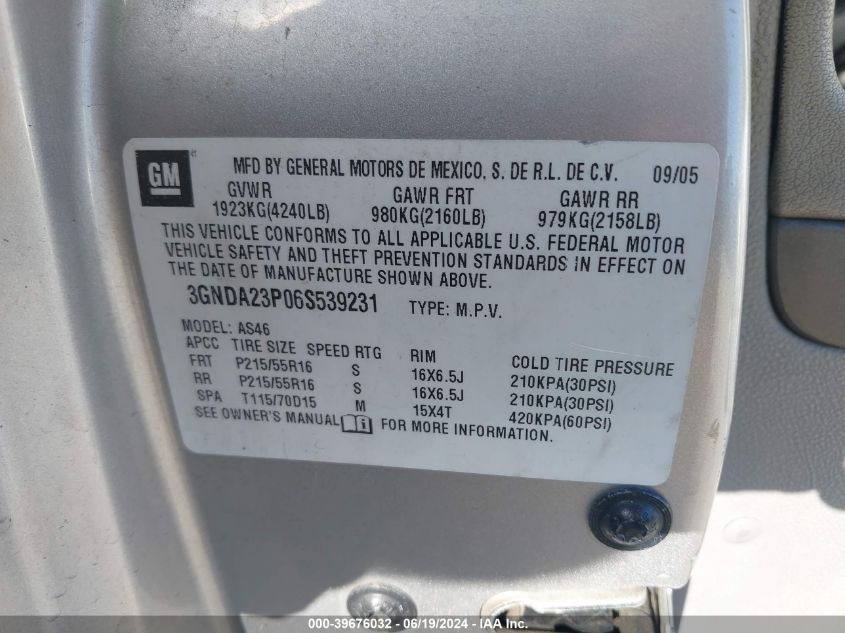 GM MFD BY GENERAL MOTORS DE MEXICO, S. DE R.L. DE C.V. 09/05
GVWR GAWR FRT GAWR RR
1923KG(4240LB) 980KG(2160LB) 979KG(2158LB)
THIS VEHICLE CONFORMS TO ALL APPLICABLE U.S. FEDERAL MOTOR
VEHICLE SAFETY AND THEFT PREVENTION STANDARDS IN EFFECT ON
THE DATE OF MANUFACTURE SHOWN ABOVE.
3GNDA23P06S539231 TYPE: M.P.V.
MODEL: AS46
APCC TIRE SIZE SPEED RTG RIM COLD TIRE PRESSURE
FRT P215/55R16 S 16X6.5J 210KPA(30PSI)
RR P215/55R16 S 16X6.5J 210KPA(30PSI)
SPA T115/70D15 M 15X4T 420KPA(60PSI)
SEE OWNER'S MANUAL FOR MORE INFORMATION.
000-39676032 - 06/19/2024 - IAA Inc.